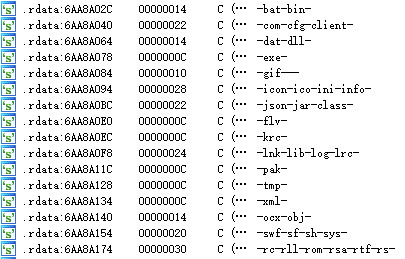 's' .rdata:6AA8A02C 00000014 C (… -bat-bin-
's' .rdata:6AA8A040 00000022 C (… -com-cfg-client-
's' .rdata:6AA8A064 00000014 C (… -dat-dll-
's' .rdata:6AA8A078 0000000C C (… -exe-
's' .rdata:6AA8A084 00000010 C (… -gif---
's' .rdata:6AA8A094 00000028 C (… -icon-ico-ini-info-
's' .rdata:6AA8A0BC 00000022 C (… -json-jar-class-
's' .rdata:6AA8A0E0 0000000C C (… -flv-
's' .rdata:6AA8A0EC 0000000C C (… -krc-
's' .rdata:6AA8A0F8 00000024 C (… -lnk-lib-log-lrc-
's' .rdata:6AA8A11C 0000000C C (… -pak-
's' .rdata:6AA8A128 0000000C C (… -tmp-
's' .rdata:6AA8A134 0000000C C (… -xml-
's' .rdata:6AA8A140 00000014 C (… -ocx-obj-
's' .rdata:6AA8A154 00000020 C (… -swf-sf-sh-sys-
's' .rdata:6AA8A174 00000030 C (… -rc-rll-rom-rsa-rtf-rs-